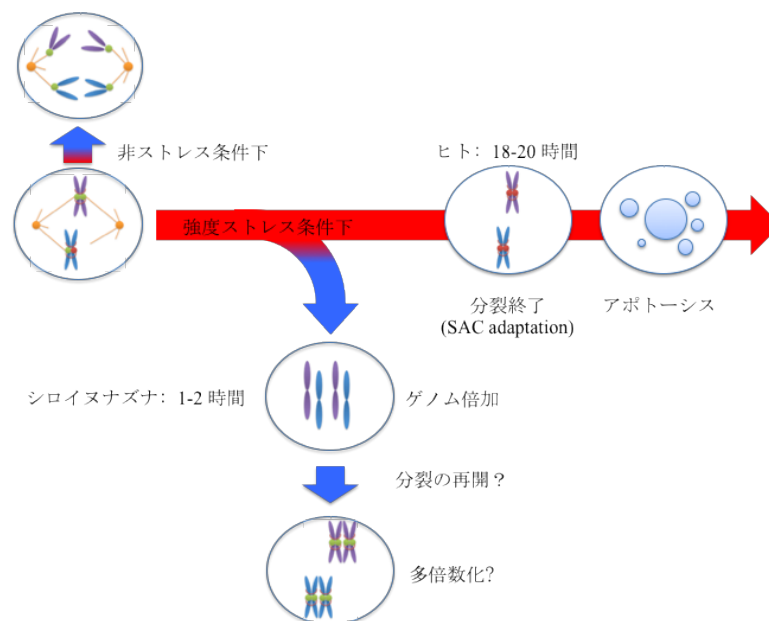 非ストレス条件下
ヒト: 18-20 時間
強度ストレス条件下
分裂終了
(SAC adaptation)
アポトーシス
シロイヌナズナ: 1-2 時間
ゲノム倍加
分裂の再開？
多倍数化?